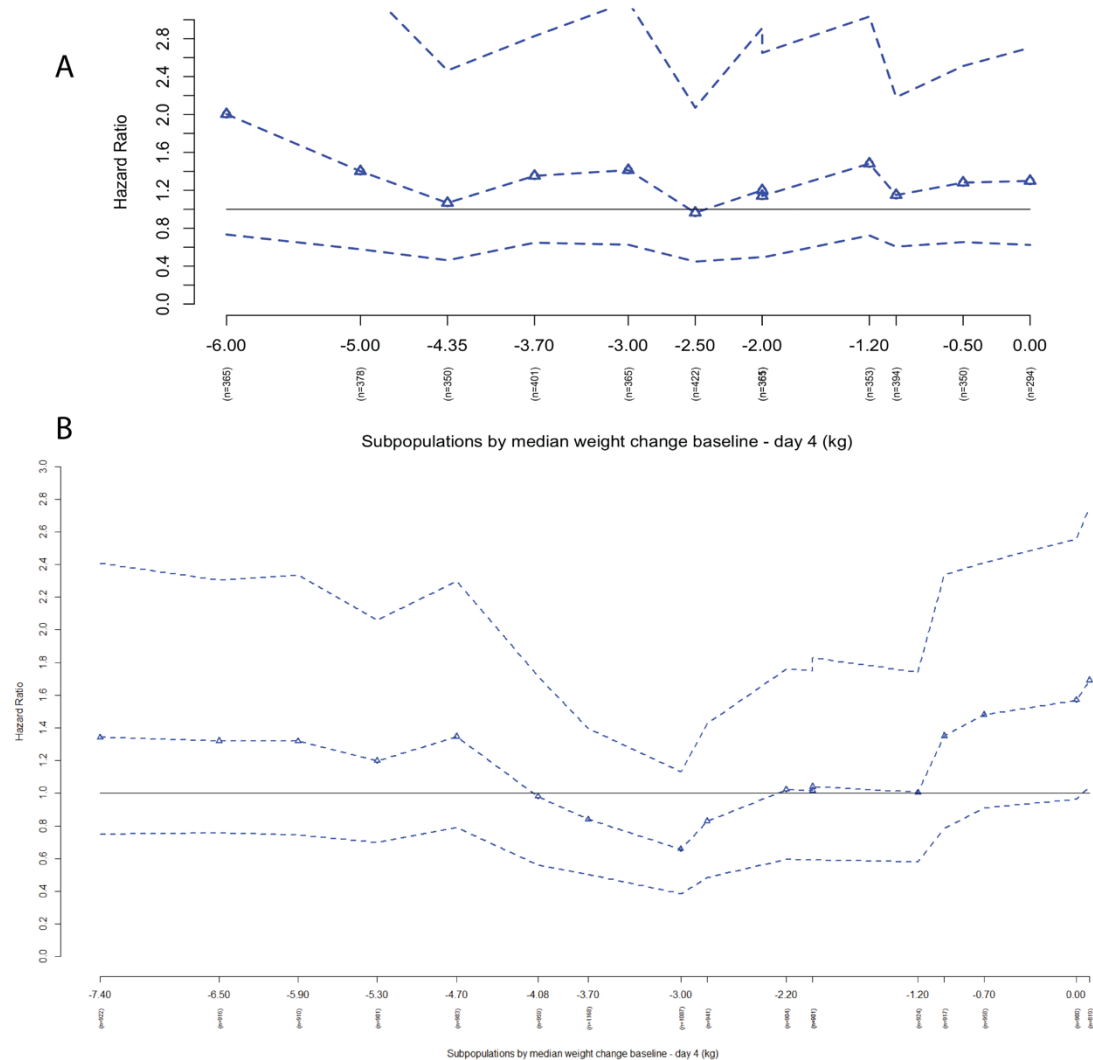 A
Hazard Ratio
2.8
2.4
2.0
1.6
1.2
0.8
0.4
0.0
-6.00 -5.00 -4.35 -3.70 -3.00 -2.50 -2.00 -1.20 -0.50 0.00
(n=365) (n=378) (n=350) (n=401) (n=365) (n=422) (n=353) (n=394) (n=350) (n=294)
B
Subpopulations by median weight change baseline - day 4 (kg)
Hazard Ratio
3.0
2.8
2.6
2.4
2.2
2.0
1.8
1.6
1.4
1.2
1.0
0.8
0.6
0.4
0.2
0.0
-7.40 -6.50 -5.90 -5.30 -4.70 -4.08 -3.70 -3.00 -2.20 -1.20 -0.70 0.00
(n=941) (n=924) (n=917)
Subpopulations by median weight change baseline - day 4 (kg)